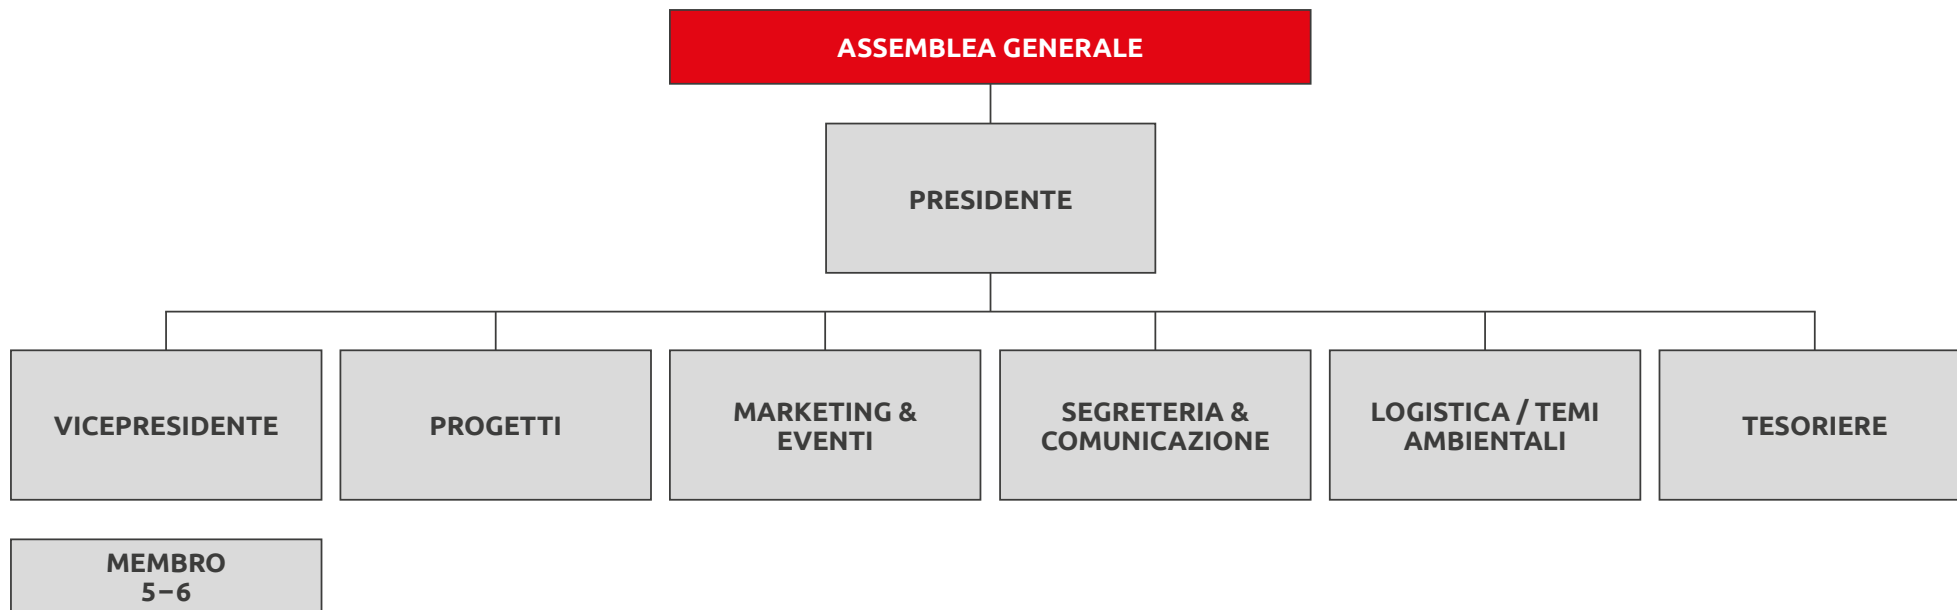 ASSEMBLEA GENERALE
PRESIDENTE
VICEPRESIDENTE
PROGETTI
MARKETING &
EVENTI
SEGRETERIA &
COMUNICAZIONE
LOGISTICA / TEMI
AMBIENTALI
TESORIERE
MEMBRO
5–6